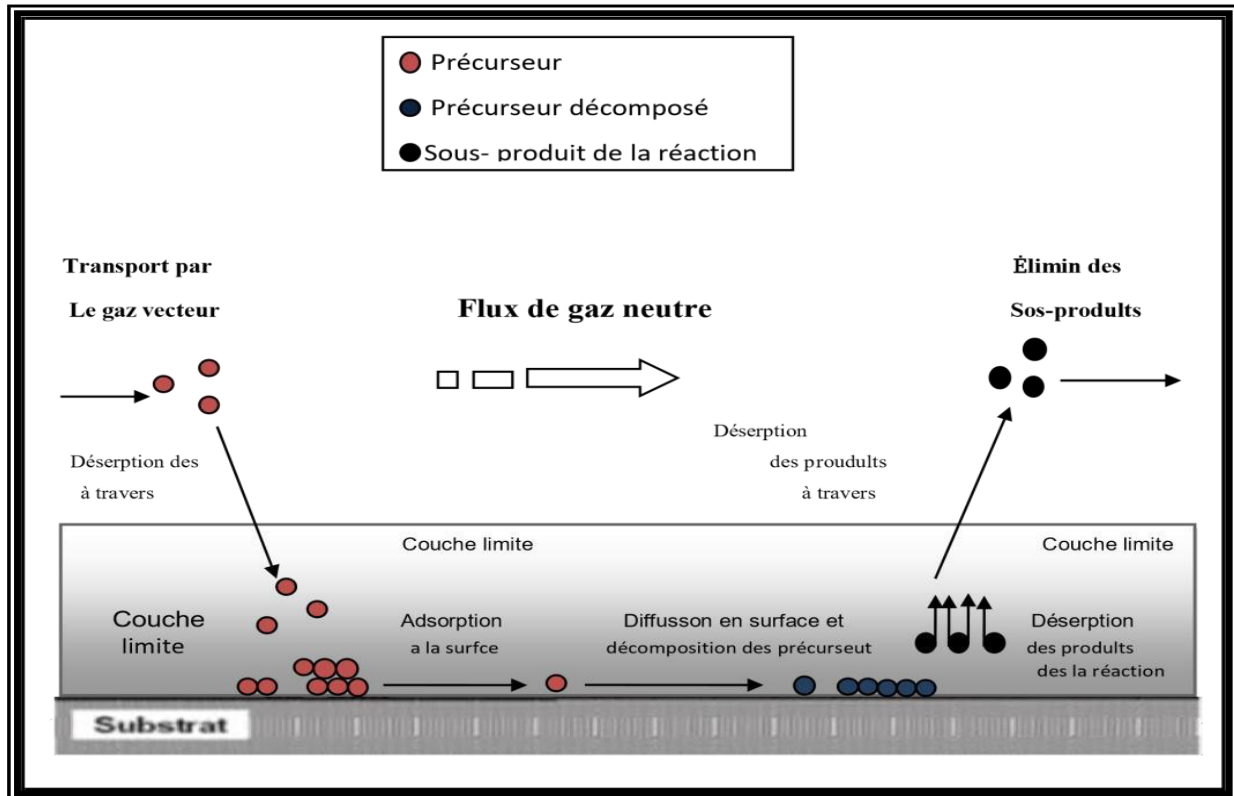 Précurseur
Précurseur décomposé
Sous- produit de la réaction
Transport par
Le gaz vecteur
Flux de gaz neutre
Élimin des
Sos-produlits
Déserption des
à travers
Déserption
des proudults
à travers
Couche limite
Couche limite
Couche
limite
Adsorption
a la surfce
Diffusson en surface et
décomposition des précurseut
Déserption
des produlits
des la réaction
Substrat